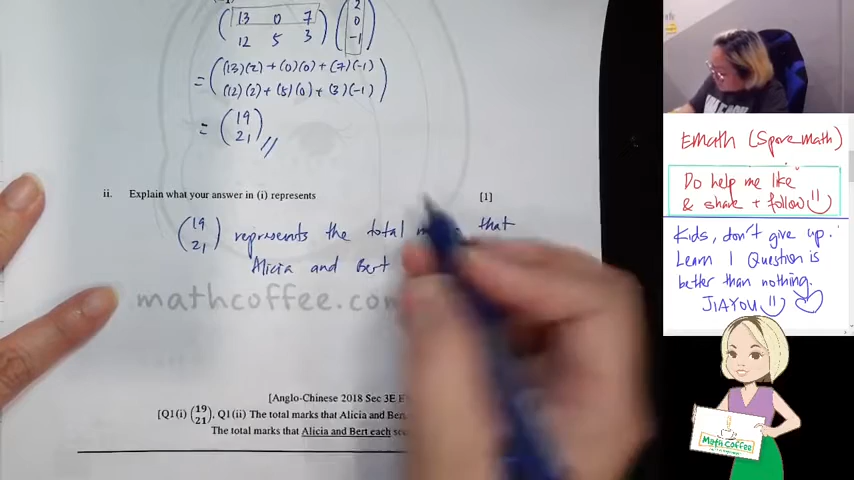 (13 0 7
12 5 3) (2
0
-1)
= ((13)(2) + (0)(0) + (7)(-1)
(12)(2) + (5)(0) + (3)(-1))
= (19
21)//
ii. Explain what your answer in (i) represents [1]
(19
21) represents the total that
Alicia and Bert
mathcoffee.com
[Anglo-Chinese 2018 Sec 3E
[Q1(i) (19
21), Q1(ii) The total marks that Alicia and Bert
The total marks that Alicia and Bert each
Emath (S'pore math)
Do help me like
& share + follow
Kids, don't give up.
Learn 1 Question is
better than nothing.
JIAYOU
MathCoffee